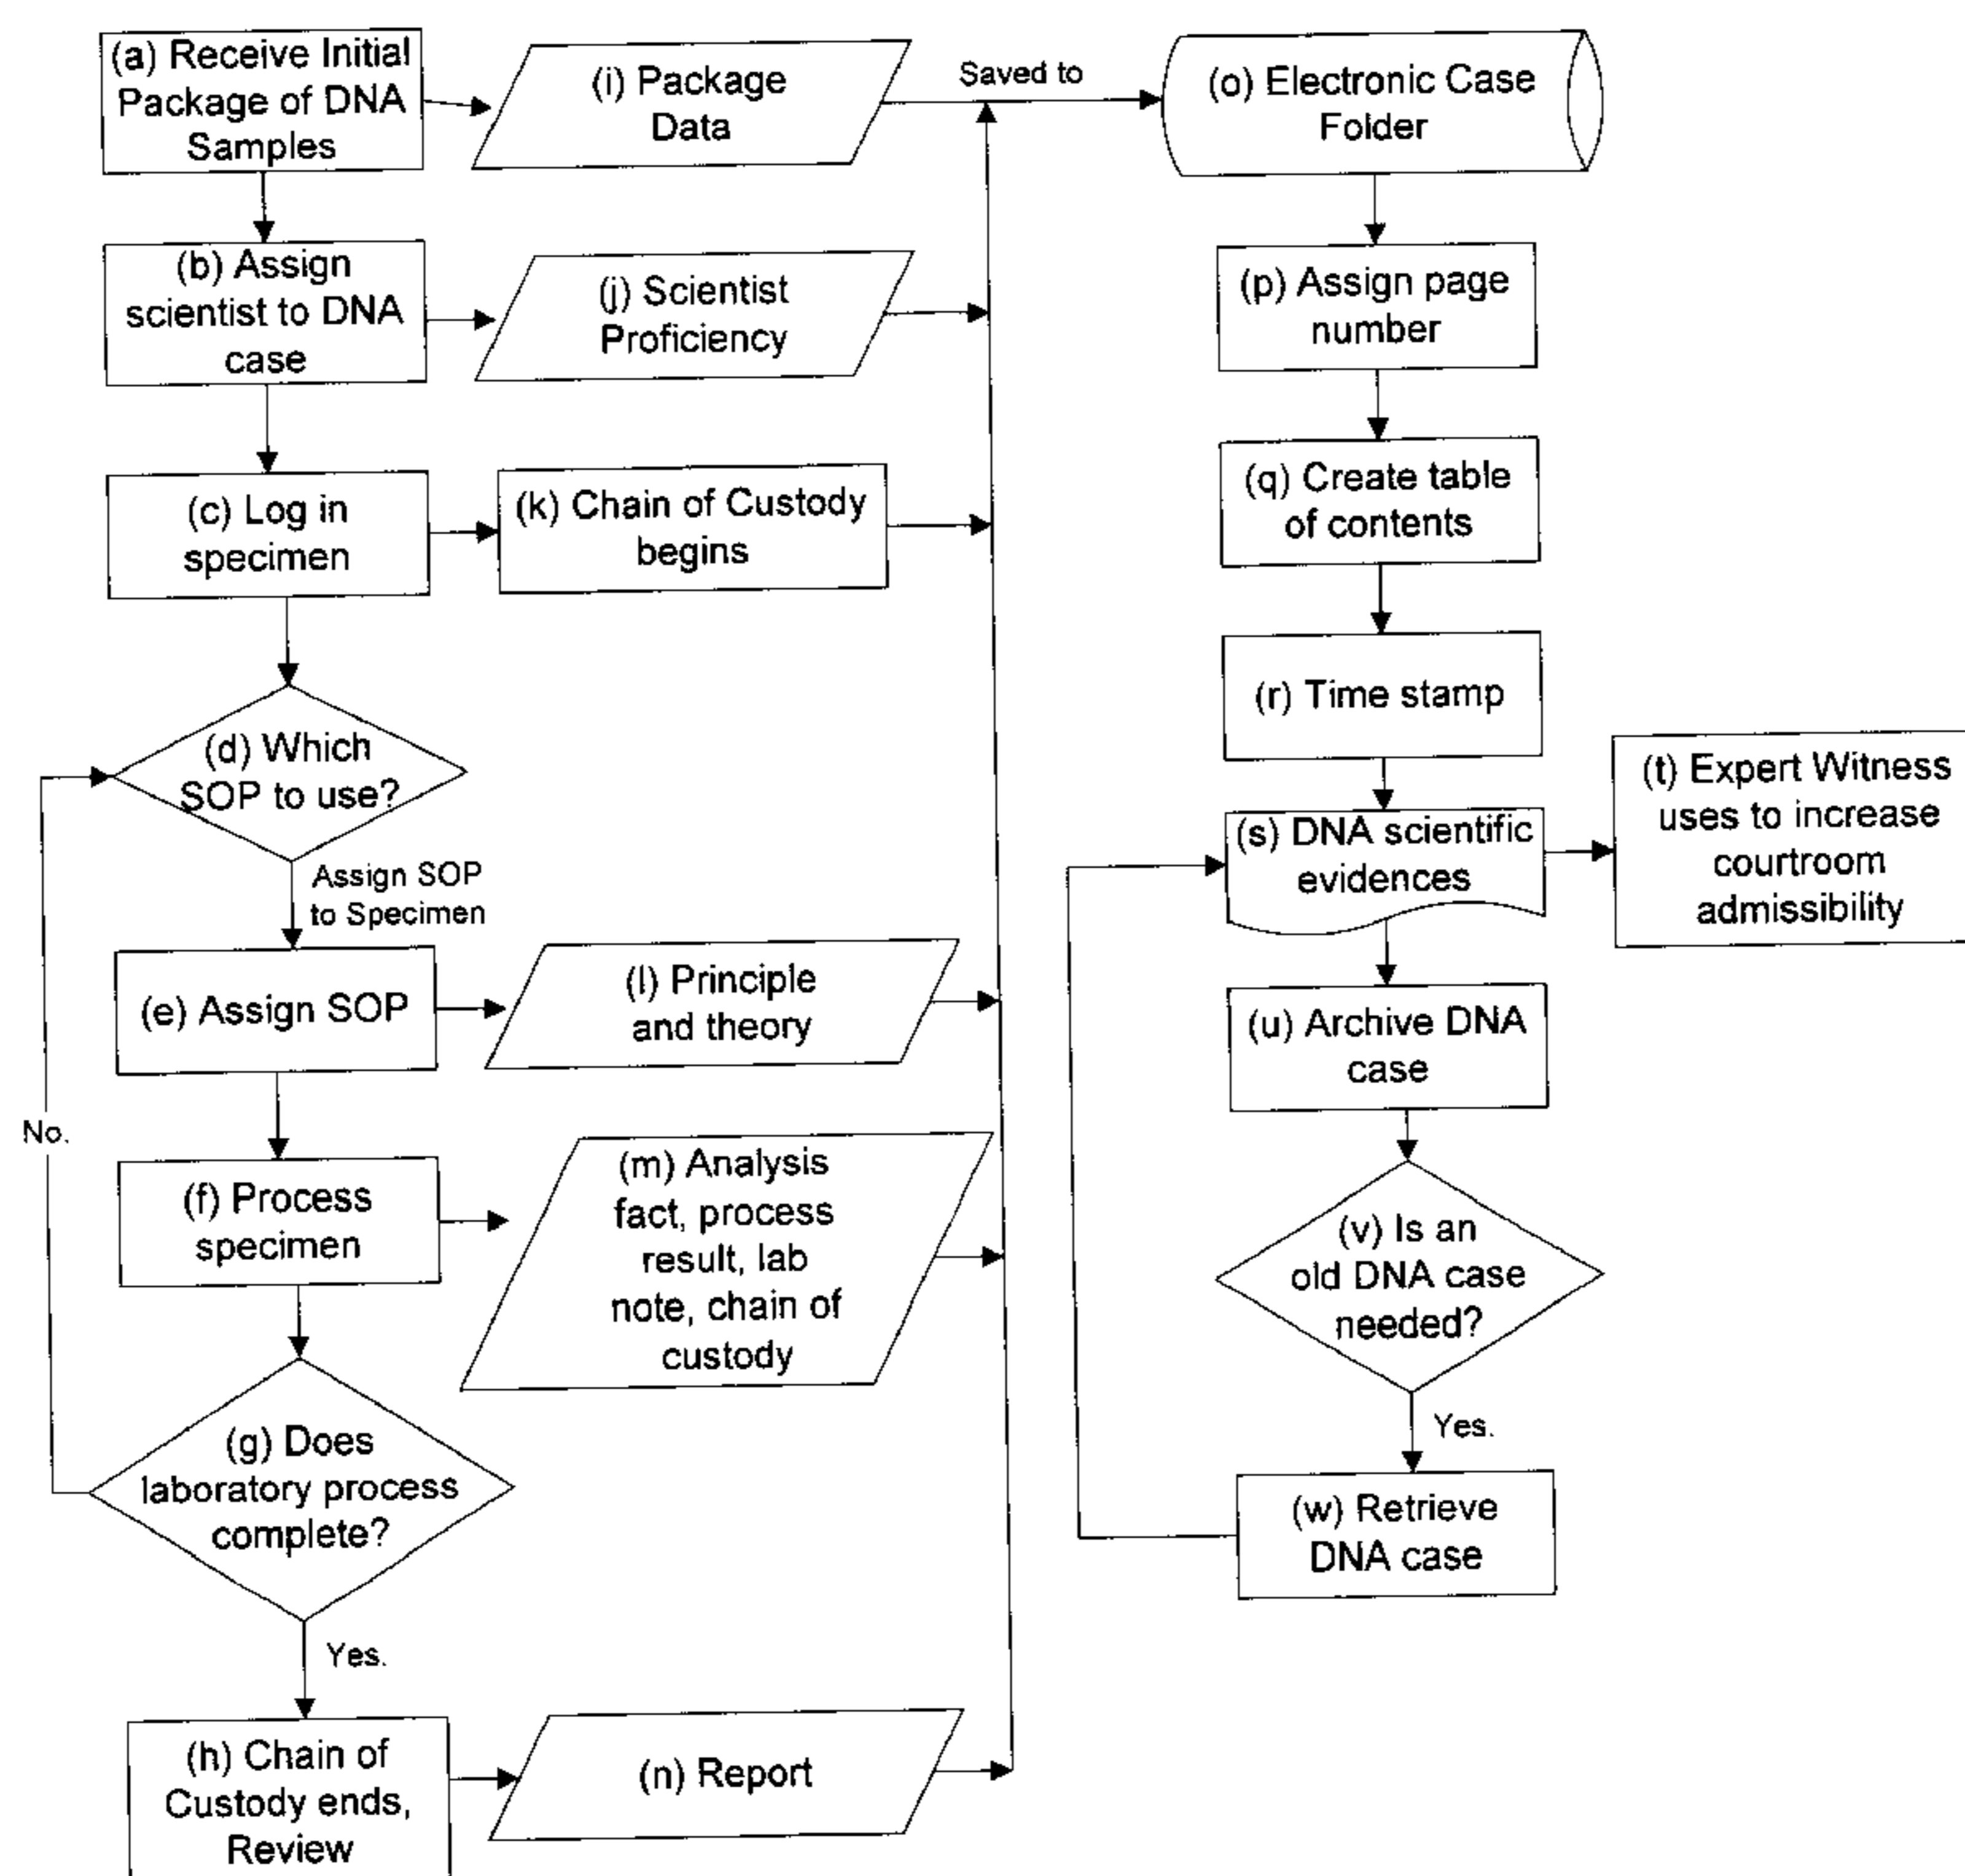 (a) Receive Initial
Package of DNA
Samples
(i) Package
Data
Saved to
(o) Electronic Case
Folder
(b) Assign
scientist to DNA
case
(j) Scientist
Proficiency
(p) Assign page
number
(c) Log in
specimen
(k) Chain of Custody
begins
(q) Create table
of contents
(r) Time stamp
(d) Which
SOP to use?
Assign SOP
to Specimen
(s) DNA scientific
evidences
(t) Expert Witness
uses to increase
courtroom
admissibility
(e) Assign SOP
(l) Principle
and theory
(u) Archive DNA
case
No.
(f) Process
specimen
(m) Analysis
fact, process
result, lab
note, chain of
custody
(v) Is an
old DNA case
needed?
Yes.
(g) Does
laboratory process
complete?
(w) Retrieve
DNA case
Yes.
(h) Chain of
Custody ends,
Review
(n) Report